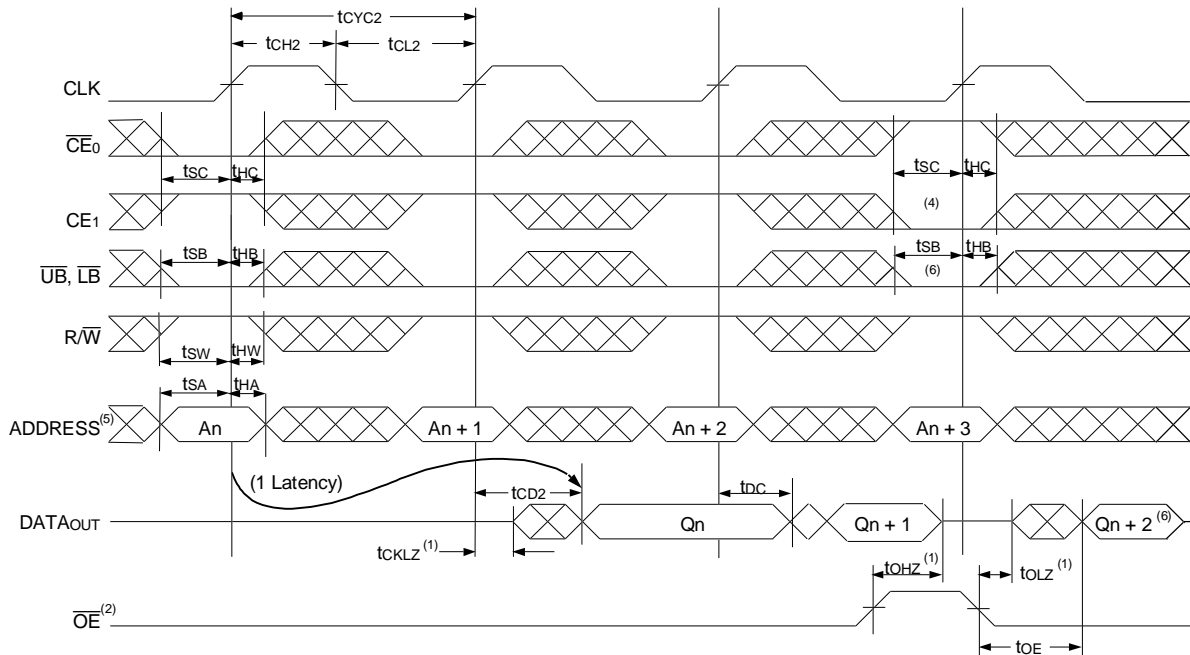 tCYC2
tCH2 tCL2
CLK
CE0
tSC tHC tSC tHC
(4)
CE1
tSB tHB tSB tHB
(6)
UB, LB
R/W
tSW tHW
tSA tHA
ADDRESS(5) An An + 1 An + 2 An + 3
(1 Latency) tCD2 tDC
DATAOUT Qn Qn + 1 Qn + 2 (6)
tCKLZ (1) tOHZ (1) tOLZ (1)
OE (2)
tOE